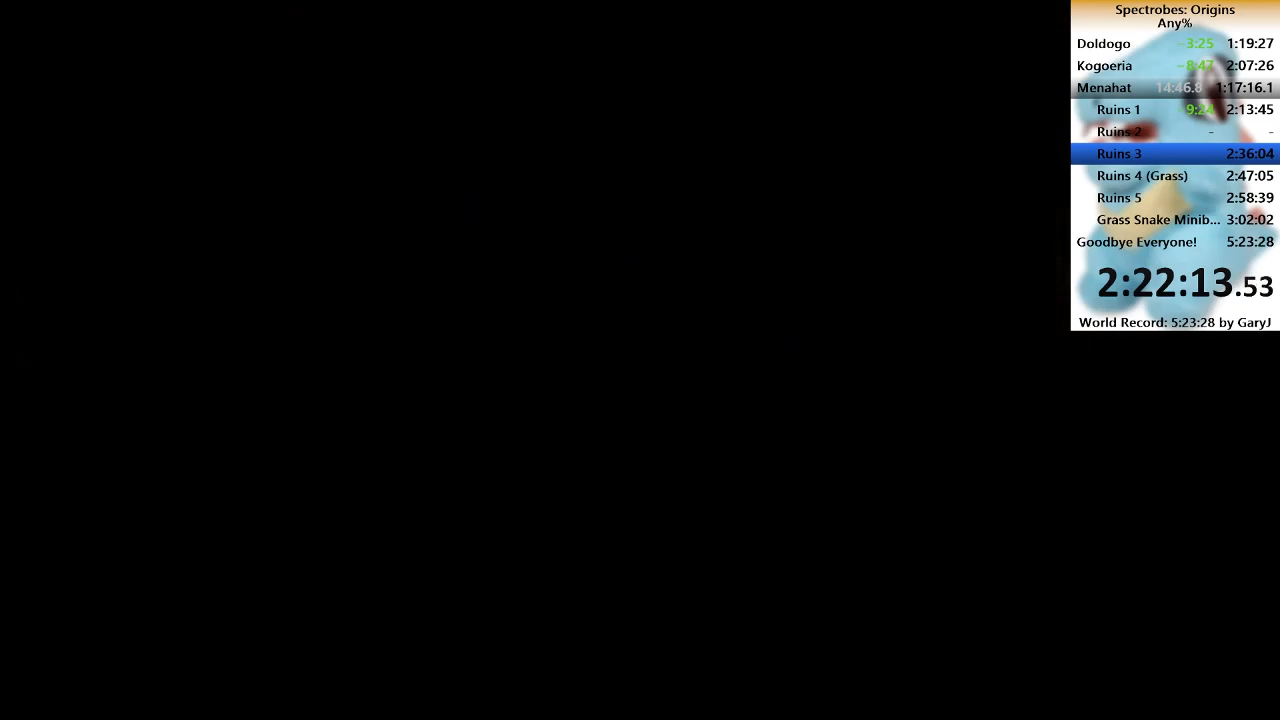 Spectrobes: Origins
Any%
Doldogo -3:25 1:19:27
Kogoeria -8:47 2:07:26
Menahat 14:46.8 1:17:16.1
Ruins 1 9:24 2:13:45
Ruins 2 - -
Ruins 3 2:36:04
Ruins 4 (Grass) 2:47:05
Ruins 5 2:58:39
Grass Snake Minib... 3:02:02
Goodbye Everyone! 5:23:28
2:22:13.53
World Record: 5:23:28 by GaryJ